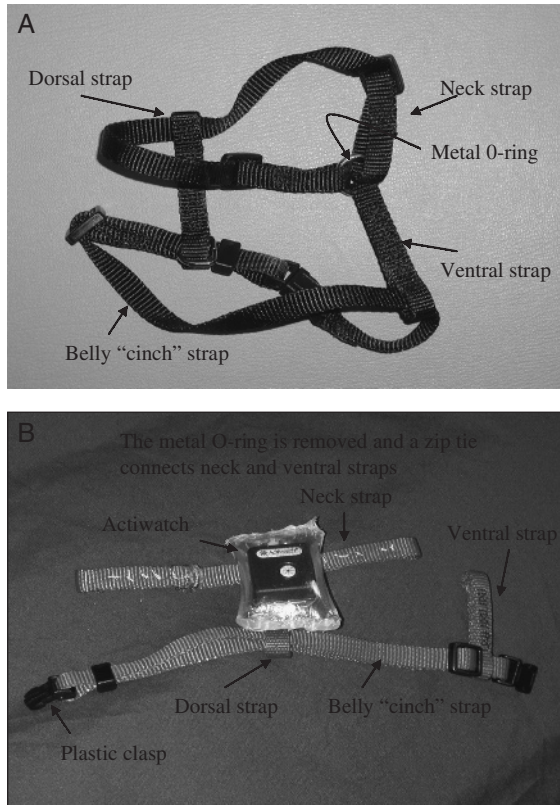 A
Dorsal strap
Neck strap
Metal 0-ring
Ventral strap
Belly “cinch” strap
B
The metal O-ring is removed and a zip tie
connects neck and ventral straps
Neck strap
Actiwatch
Ventral strap
Dorsal strap
Belly “cinch” strap
Plastic clasp